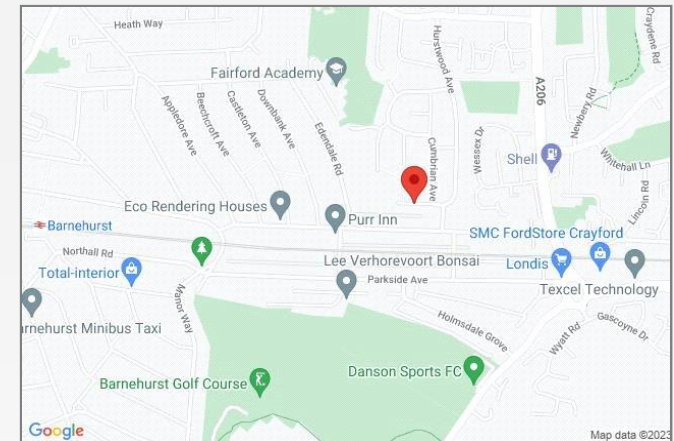 Heath Way
Craydene Rd
Hurstwood Ave
Fairford Academy
A206
Appledore Ave
Beechcroft Ave
Castleton Ave
Downbank Ave
Edendale Rd
Cumbrian Ave
Wessex Dr
Newbery Rd
Shell
Whitehall Ln
Lincoln Rd
Eco Rendering Houses
Purr Inn
Barnehurst
SMC FordStore Crayford
Northall Rd
Lee Verhorevoort Bonsai
Londis
Total-interior
Parkside Ave
Texcel Technology
Manor Way
Holmsdale Grove
Gascoyne Dr
Wyatt Rd
rnehurst Minibus Taxi
Danson Sports FC
Barnehurst Golf Course
Google
Map data ©2023